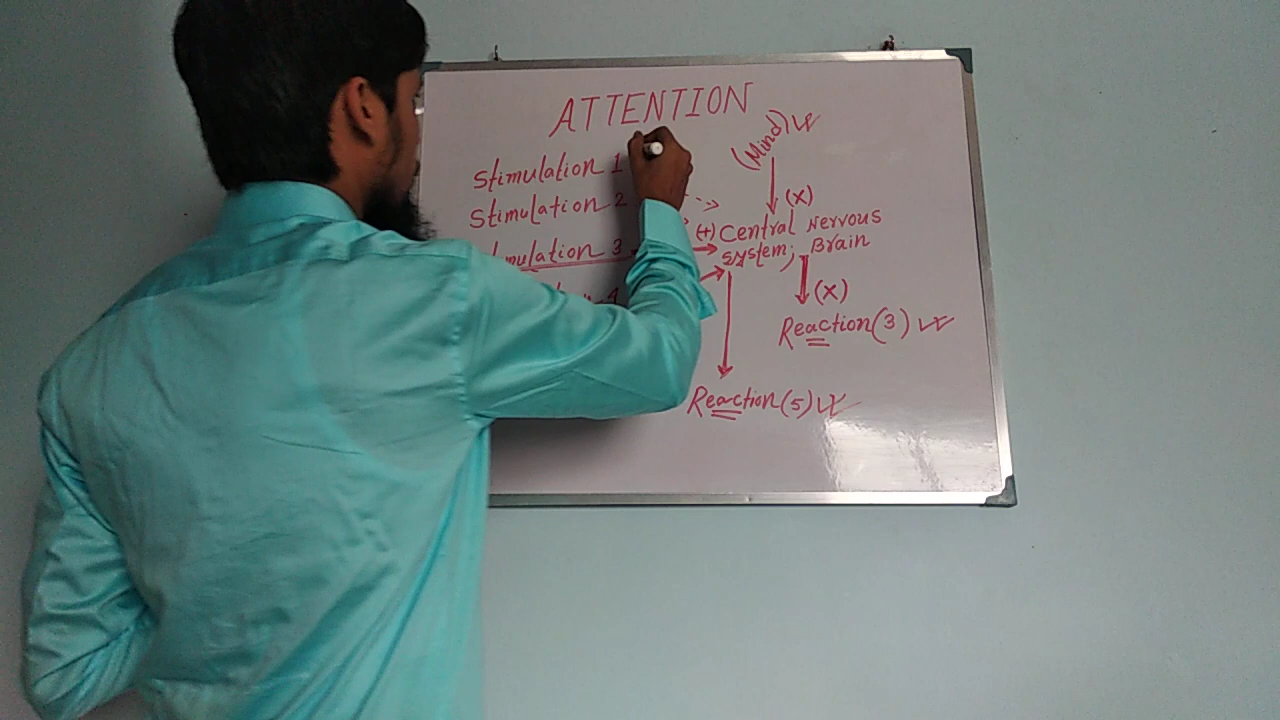 ATTENTION
(Mind)
Stimulation 1
(x)
Stimulation 2
(+) Central Nervous
mulation 3
system; Brain
(x)
Reaction (3)
Reaction (5)